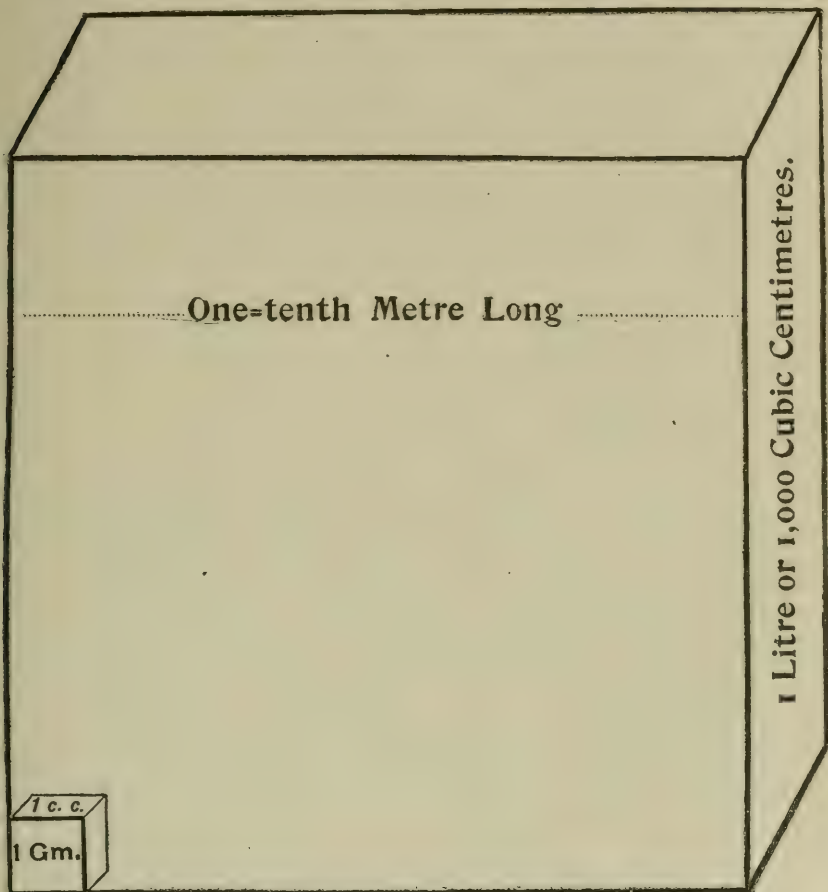 One=tenth Metre Long
1 Litre or 1,000 Cubic Centimetres.
1 c. c.
1 Gm.